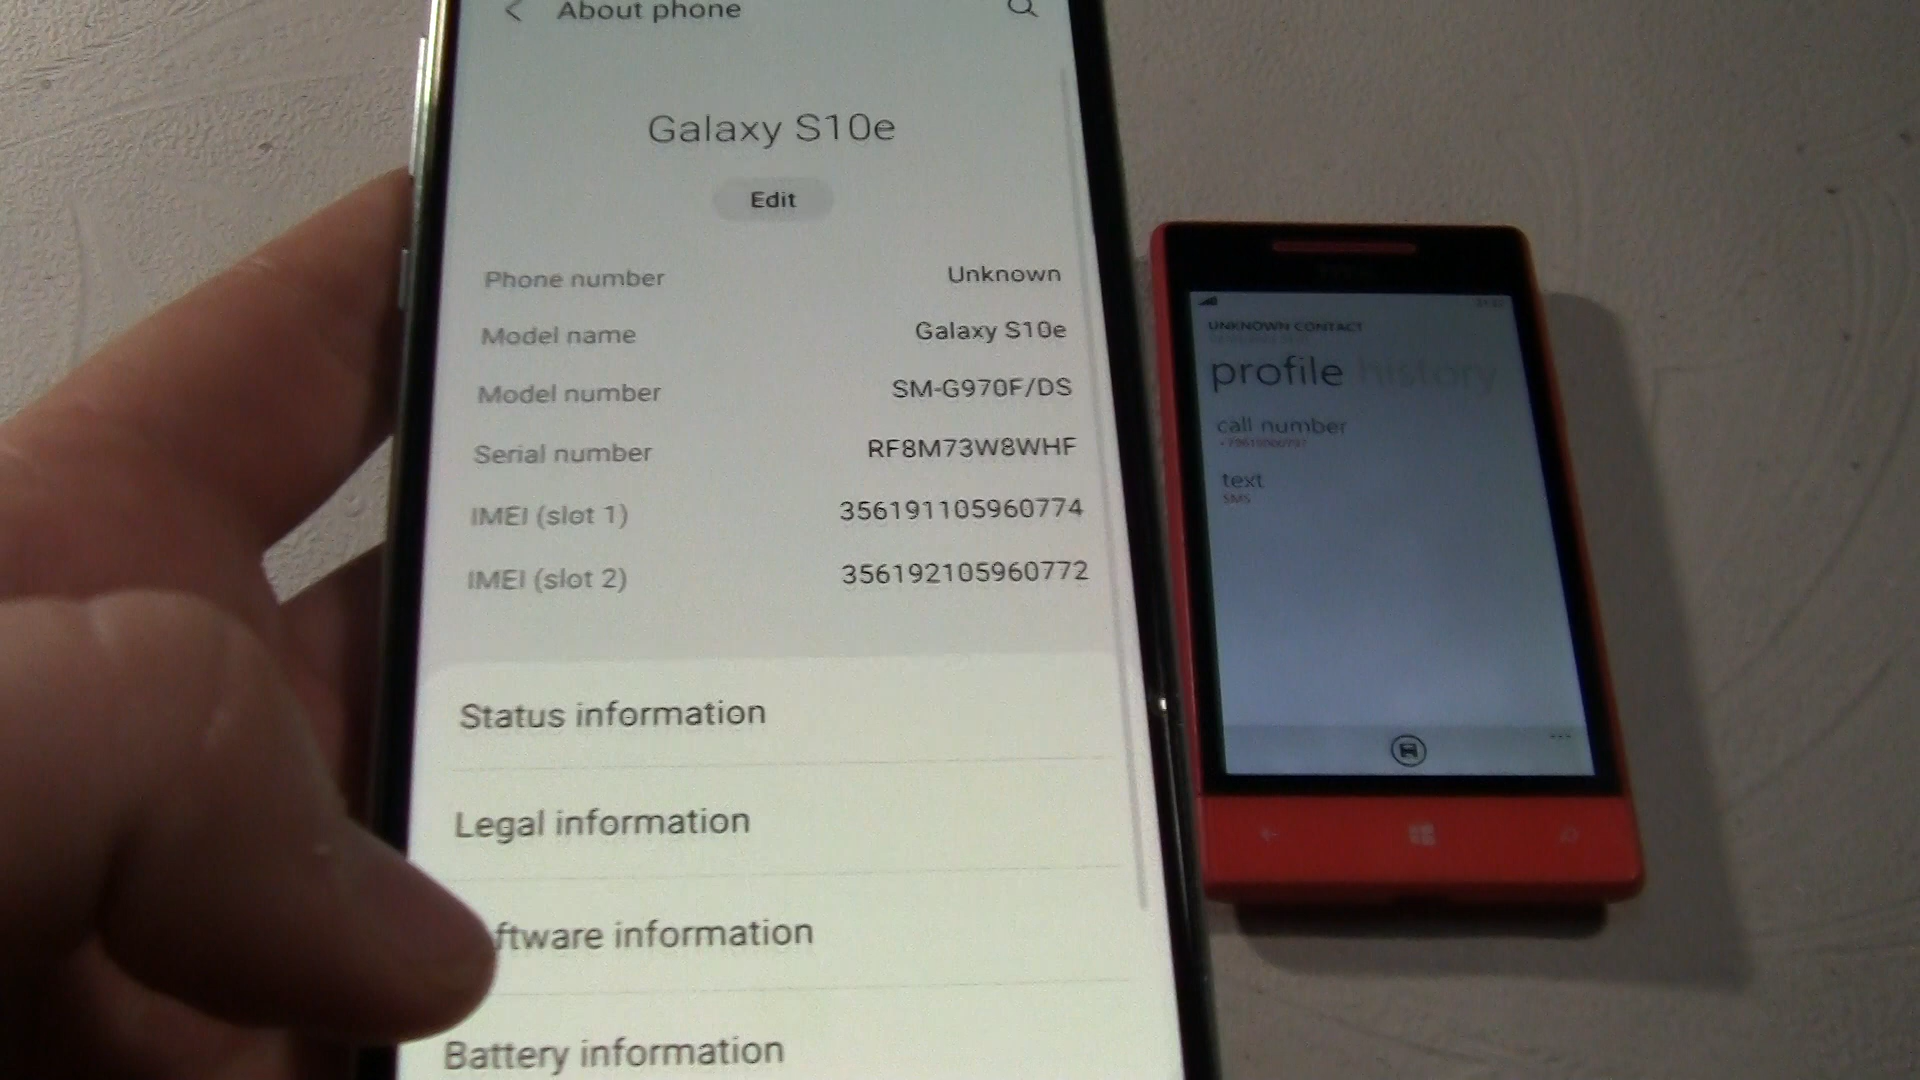 About phone
Galaxy S10e
Edit
Phone number Unknown
Model name Galaxy S10e
Model number SM-G970F/DS
Serial number RF8M73W8WHF
IMEI (slot 1) 356191105960774
IMEI (slot 2) 356192105960772
Status information
Legal information
ftware information
Battery information
UNKNOWN CONTACT
profile history
call number
text
SMS